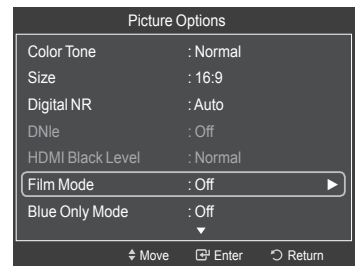 Picture Options
Color Tone : Normal
Size : 16:9
Digital NR : Auto
DNIe : Off
HDMI Black Level : Normal
Film Mode : Off
Blue Only Mode : Off
Move Enter Return